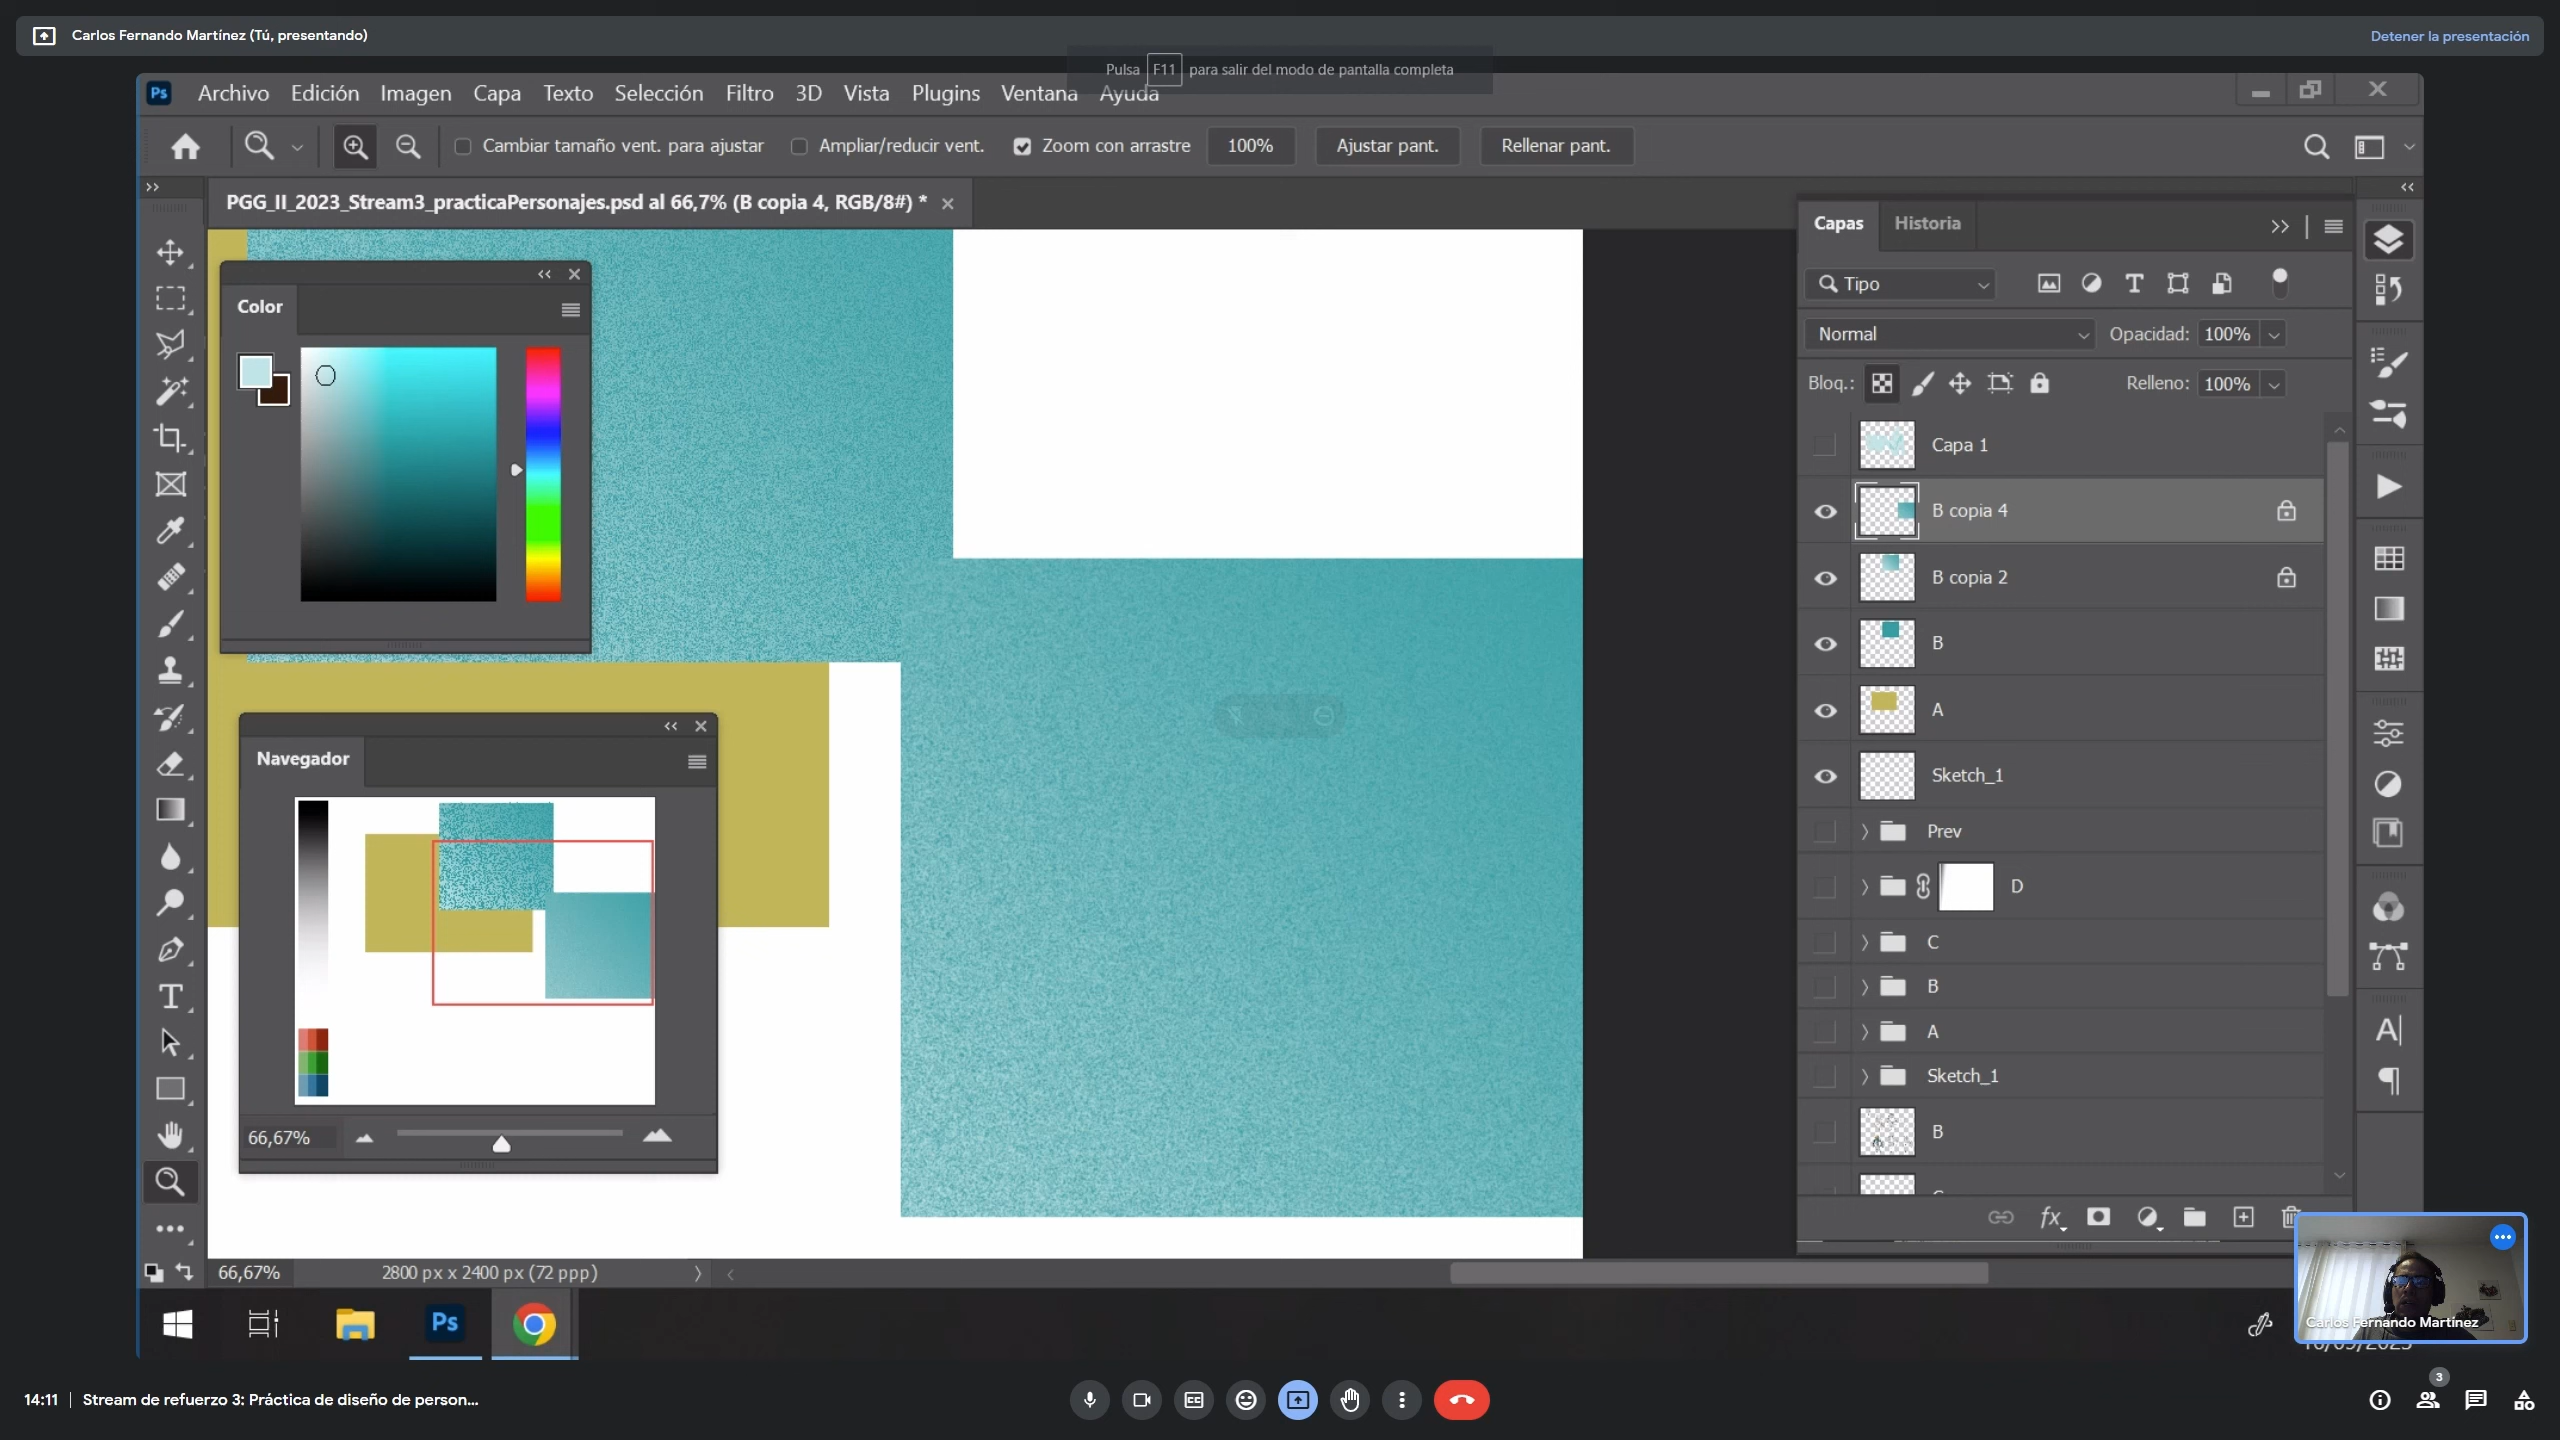 Carlos Fernando Martínez (Tú, presentando)
Detener la presentación
Pulsa F11 para salir del modo de pantalla completa
Ps Archivo Edición Imagen Capa Texto Selección Filtro 3D Vista Plugins Ventana Ayuda
Cambiar tamaño vent. para ajustar Ampliar/reducir vent. Zoom con arrastre 100% Ajustar pant. Rellenar pant.
PGG_II_2023_Stream3_practicaPersonajes.psd al 66,7% (B copia 4, RGB/8#) *
Color
Navegador
66,67%
Capas Historia
Tipo
Normal Opacidad: 100%
Bloq.: Relleno: 100%
Capa 1
B copia 4
B copia 2
B
A
Sketch_1
Prev
D
C
B
A
Sketch_1
B
fx
66,67% 2800 px x 2400 px (72 ppp)
Ps
Carlos Fernando Martínez
14:11 Stream de refuerzo 3: Práctica de diseño de person...
3